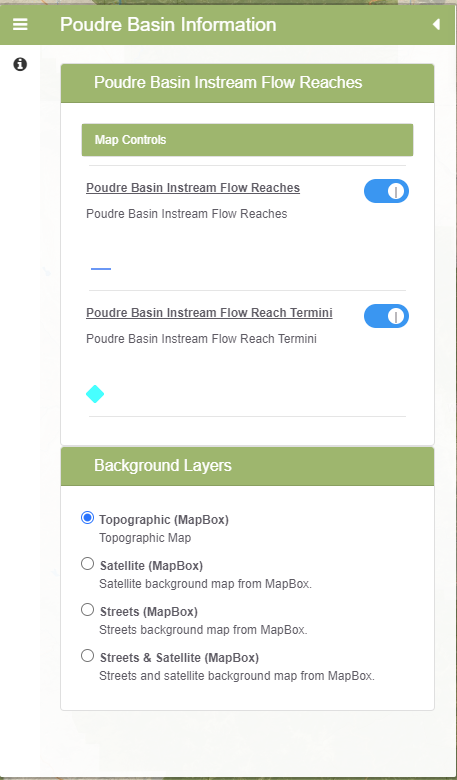 Poudre Basin Information
Poudre Basin Instream Flow Reaches
Map Controls
Poudre Basin Instream Flow Reaches
Poudre Basin Instream Flow Reaches
Poudre Basin Instream Flow Reach Termini
Poudre Basin Instream Flow Reach Termini
Background Layers
Topographic (MapBox)
Topographic Map
Satellite (MapBox)
Satellite background map from MapBox.
Streets (MapBox)
Streets background map from MapBox.
Streets & Satellite (MapBox)
Streets and satellite background map from MapBox.